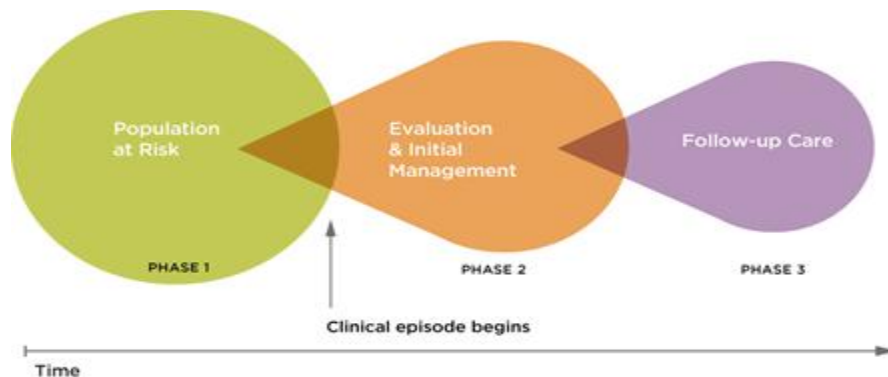 Population
at Risk
Evaluation
& Initial
Management
Follow-up Care
PHASE 1
PHASE 2
PHASE 3
Clinical episode begins
Time